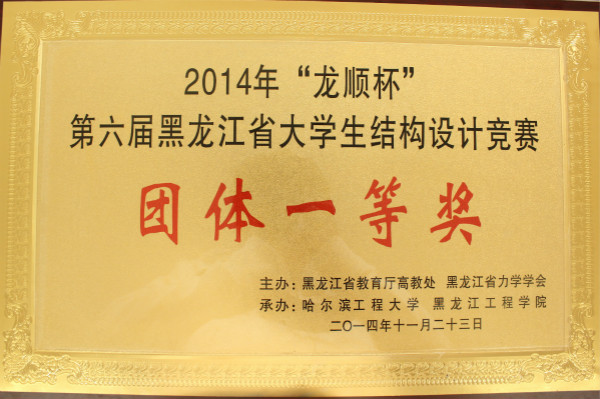 2014年“龙顺杯”
第六届黑龙江省大学生结构设计竞赛
团体一等奖
主办：黑龙江省教育厅高教处 黑龙江省力学学会
承办：哈尔滨工程大学 黑龙江工程学院
二〇一四年十一月二十三日